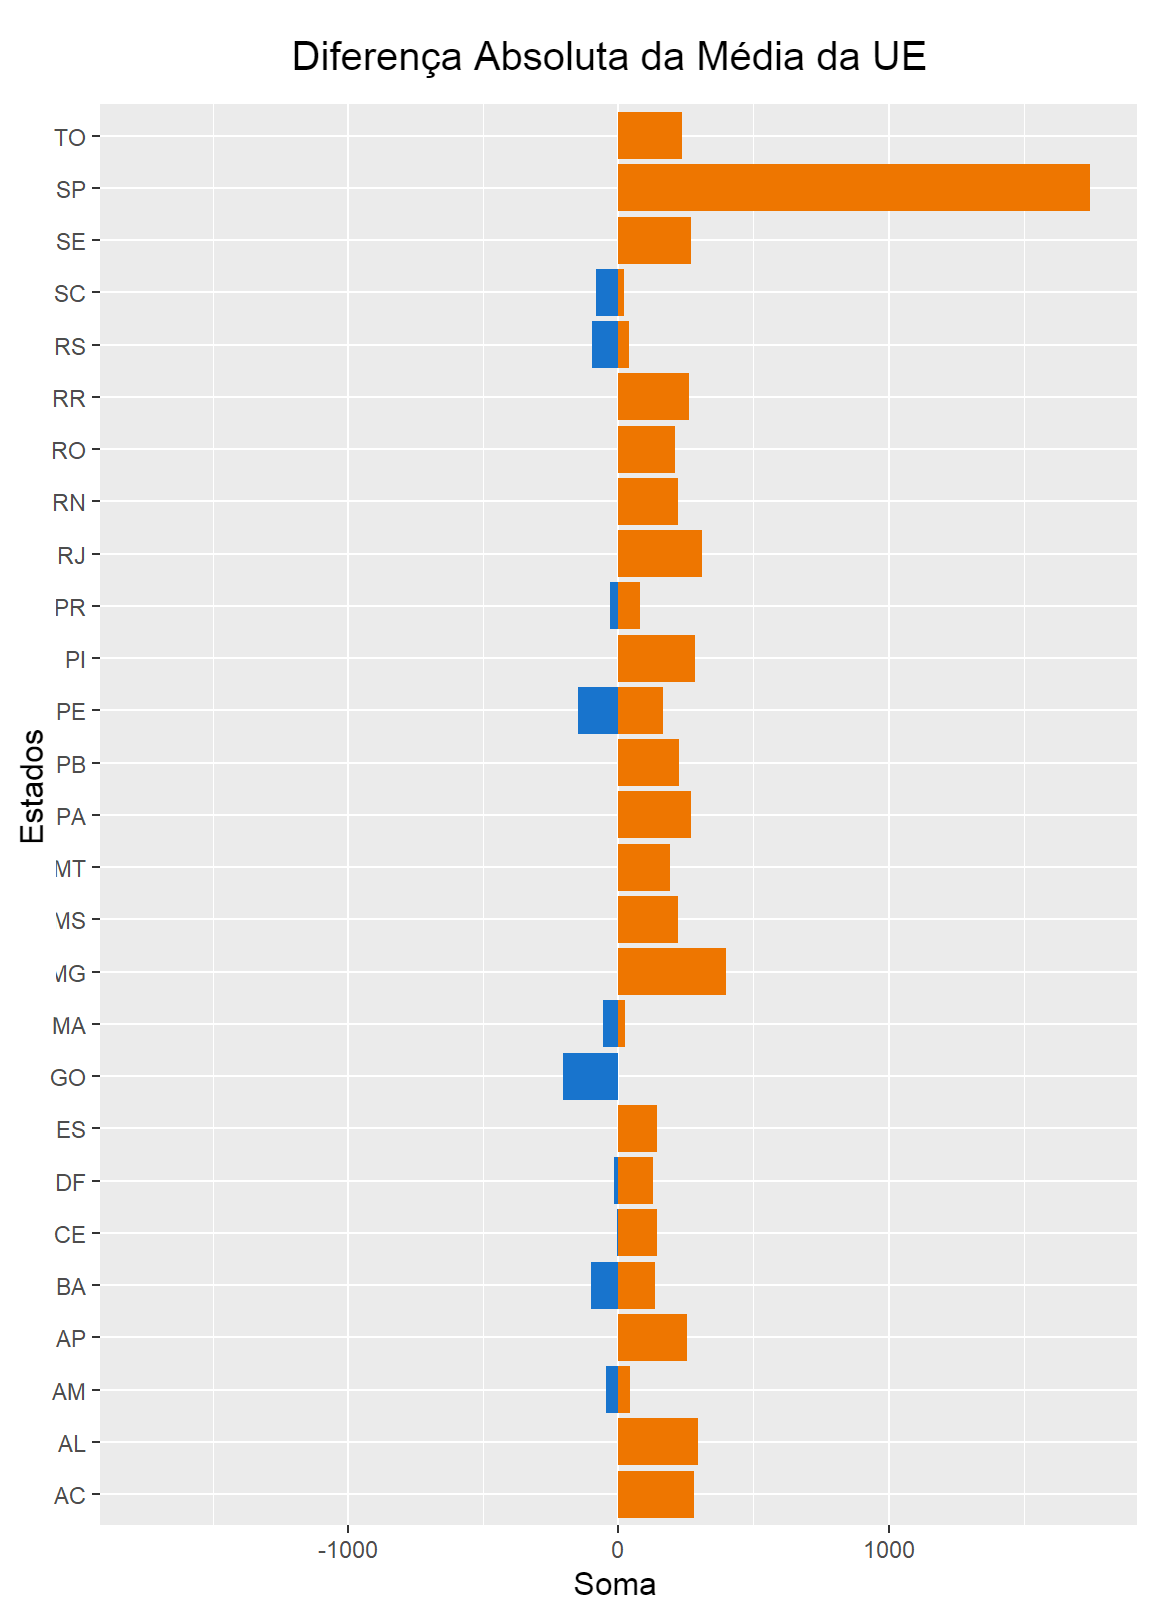 Diferença Absoluta da Média da UE
TO
SP
SE
SC
RS
RR
RO
RN
RJ
PR
PI
PE
PB
PA
MT
MS
MG
MA
GO
ES
DF
CE
BA
AP
AM
AL
AC
Estados
-1000 0 1000
Soma